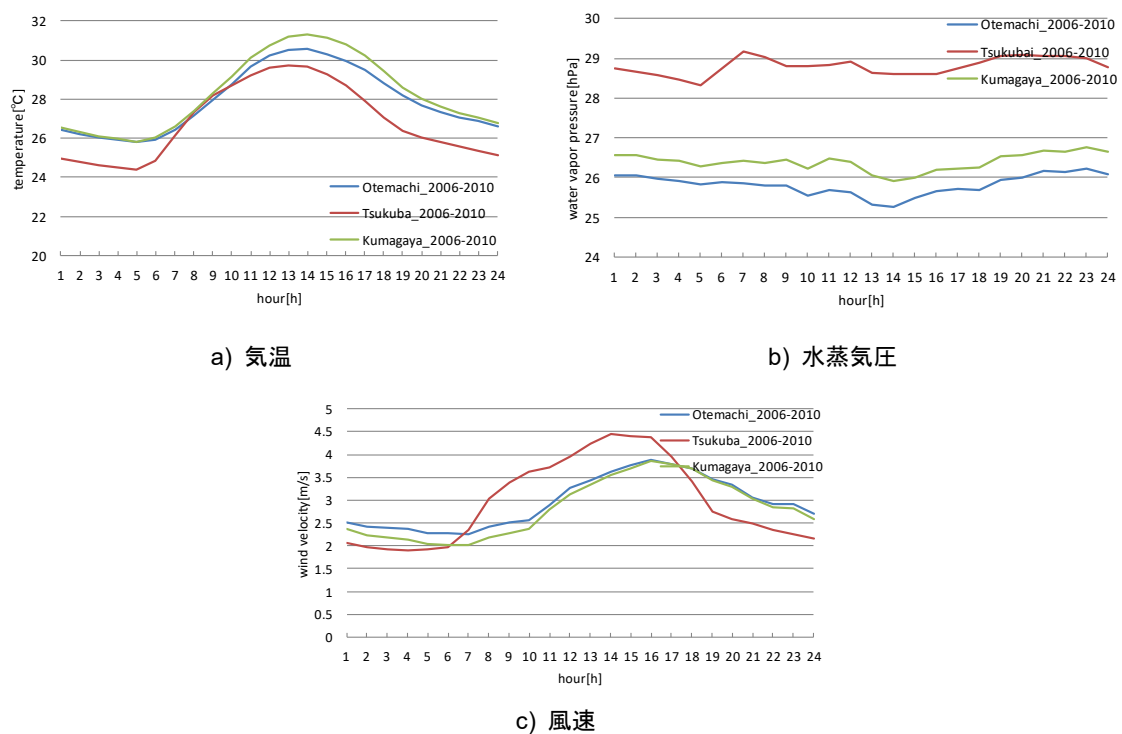 temperature[℃]
32
30
28
26
24
22
20
1 2 3 4 5 6 7 8 9 10 11 12 13 14 15 16 17 18 19 20 21 22 23 24
hour[h]
Otemachi_2006-2010
Tsukuba_2006-2010
Kumagaya_2006-2010
a) 気温
water vapor pressure[hPa]
30
29
28
27
26
25
24
1 2 3 4 5 6 7 8 9 10 11 12 13 14 15 16 17 18 19 20 21 22 23 24
hour[h]
Otemachi_2006-2010
Tsukubai_2006-2010
Kumagaya_2006-2010
b) 水蒸気圧
wind velocity[m/s]
5
4.5
4
3.5
3
2.5
2
1.5
1
0.5
0
1 2 3 4 5 6 7 8 9 10 11 12 13 14 15 16 17 18 19 20 21 22 23 24
hour[h]
Otemachi_2006-2010
Tsukuba_2006-2010
Kumagaya_2006-2010
c) 風速